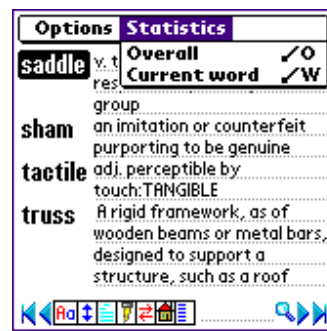 Options Statistics
Overall /O
Current word /W
saddle v. t
res
group
sham an imitation or counterfeit
purporting to be genuine
tactile adj. perceptible by
touch:TANGIBLE
truss A rigid framework, as of
wooden beams or metal bars,
designed to support a
structure, such as a roof
Aa